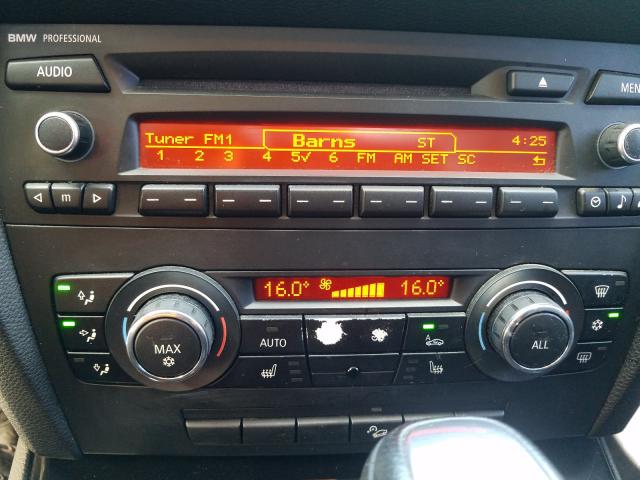 BMW PROFESSIONAL
AUDIO
MEN
Tuner FM1 Barns ST 4:25
1 2 3 4 5✓ 6 FM AM SET SC
m
16.0° 16.0°
MAX
AUTO
A
ALL